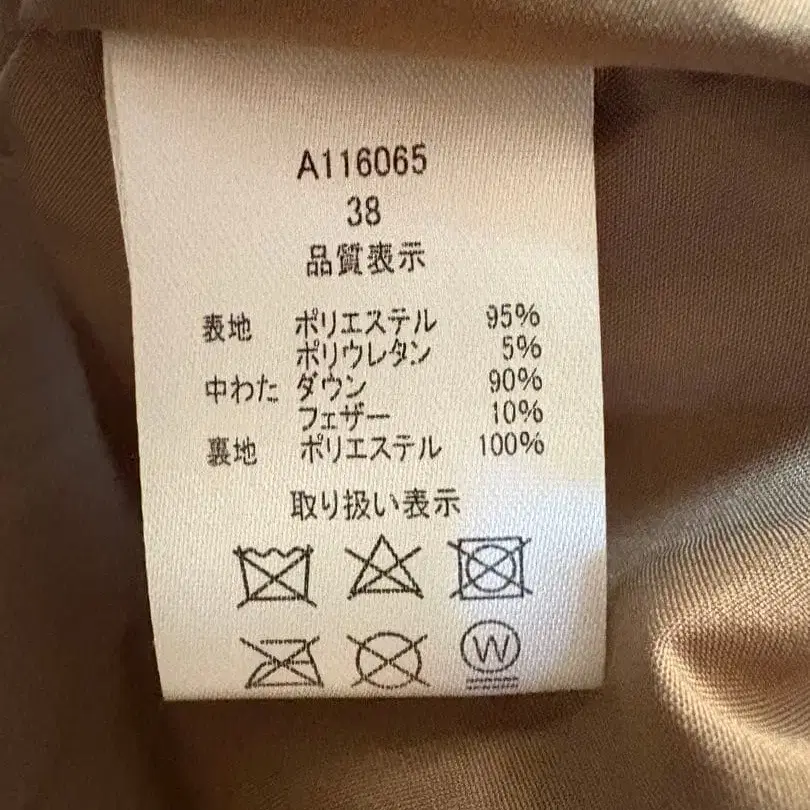 A116065
38
品質表示
表地 ポリエステル 95%
ポリウレタン 5%
中わた ダウン 90%
フェザー 10%
裏地 ポリエステル 100%
取り扱い表示
W